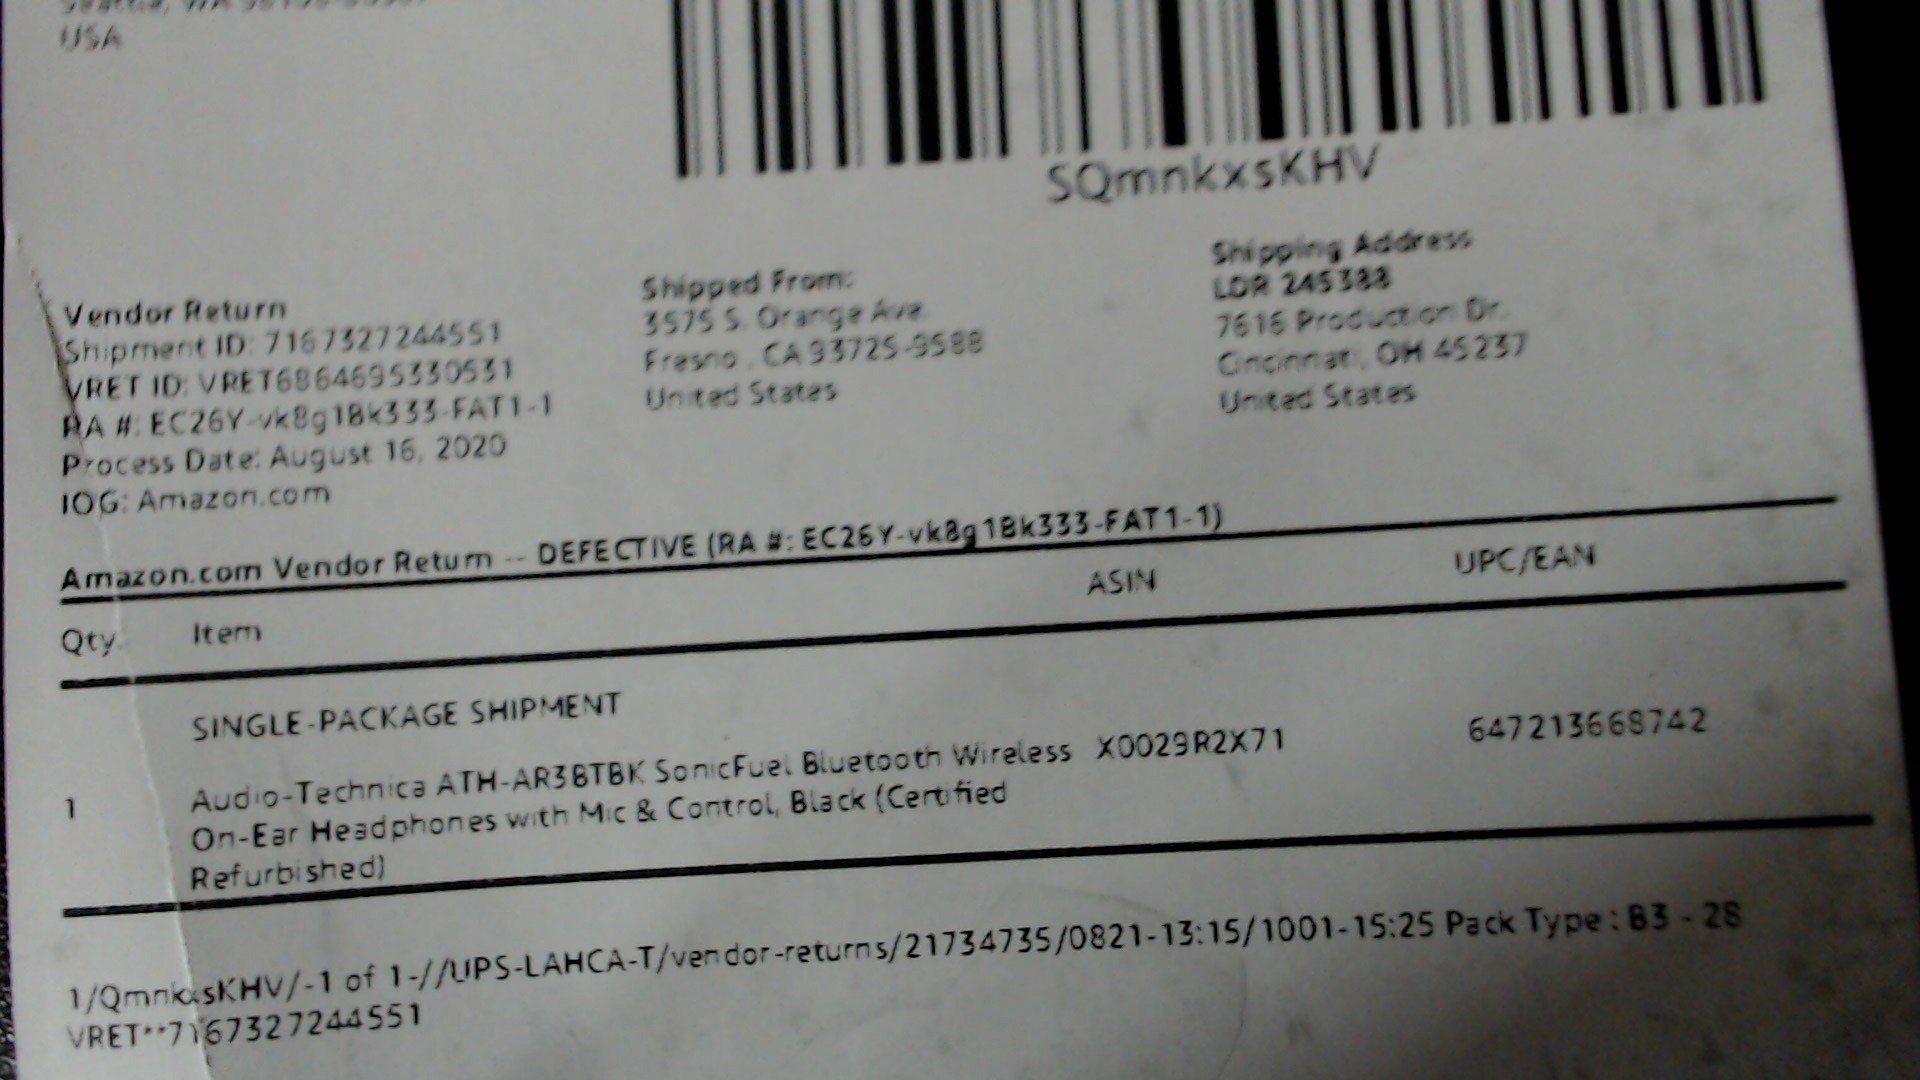 USA
SQmnkxsKHV
Vendor Return
Shipment ID: 7167327244551
VRET ID: VRET6864695330531
RA #: EC26Y-vk8g1Bk333-FAT1-1
Process Date: August 16, 2020
IOG: Amazon.com
Shipped From:
3575 S. Orange Ave.
Fresno , CA 93725-9588
United States
Shipping Address
LDR 245388
7616 Production Dr.
Cincinnati , OH 45237
United States
Amazon.com Vendor Return -- DEFECTIVE (RA #: EC26Y-vk8g1Bk333-FAT1-1)
Qty. Item ASIN UPC/EAN
SINGLE-PACKAGE SHIPMENT
1 Audio-Technica ATH-AR3BTBK SonicFuel Bluetooth Wireless X0029R2X71 647213668742
On-Ear Headphones with Mic & Control, Black (Certified
Refurbished)
1/QmnkxsKHV/-1 of 1-//UPS-LAHCA-T/vendor-returns/21734735/0821-13:15/1001-15:25 Pack Type : B3 - 28
VRET**7167327244551